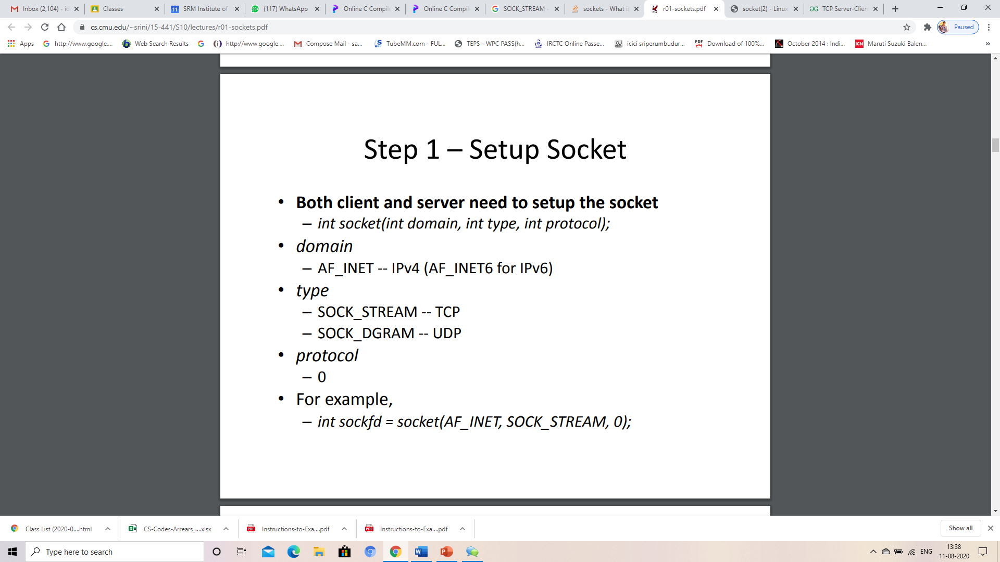 Inbox (2,104) - id
Classes
SRM Institute of
(117) WhatsApp
Online C Compile
Online C Compile
SOCK_STREAM -
sockets - What is
r01-sockets.pdf
socket(2) - Linux
TCP Server-Clien
cs.cmu.edu/~srini/15-441/S10/lectures/r01-sockets.pdf
Paused
Apps
http://www.google....
Web Search Results
http://www.google....
Compose Mail - sa...
TubeMM.com - FUL...
TEPS - WPC PASS(h...
IRCTC Online Passe...
icici sriperumbudur...
Download of 100%...
October 2014 : Indi...
Maruti Suzuki Balen...
Step 1 – Setup Socket
• Both client and server need to setup the socket
– int socket(int domain, int type, int protocol);
• domain
– AF_INET -- IPv4 (AF_INET6 for IPv6)
• type
– SOCK_STREAM -- TCP
– SOCK_DGRAM -- UDP
• protocol
– 0
• For example,
– int sockfd = socket(AF_INET, SOCK_STREAM, 0);
Class List (2020-0....html
CS-Codes-Arrears_....xlsx
Instructions-to-Exa....pdf
Instructions-to-Exa....pdf
Show all
Type here to search
ENG
13:38
11-08-2020